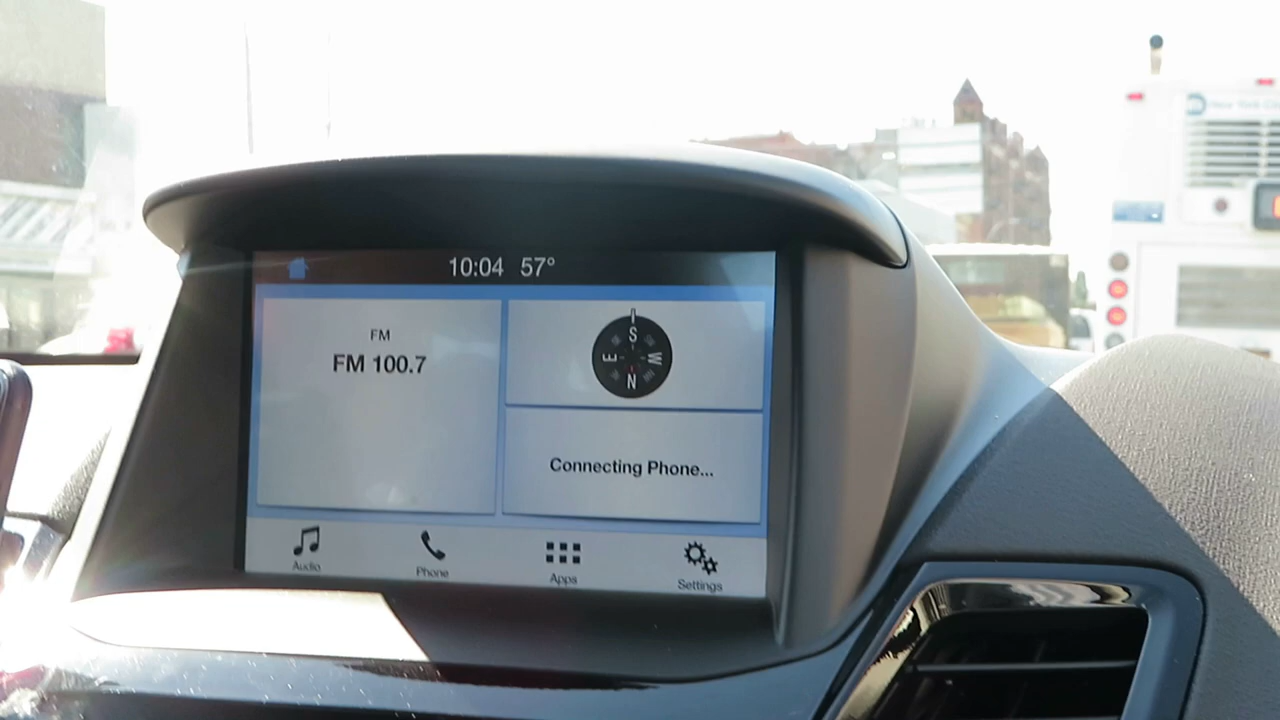 10:04 57°
FM
FM 100.7
S
E W
N
Connecting Phone...
Audio Phone Apps Settings